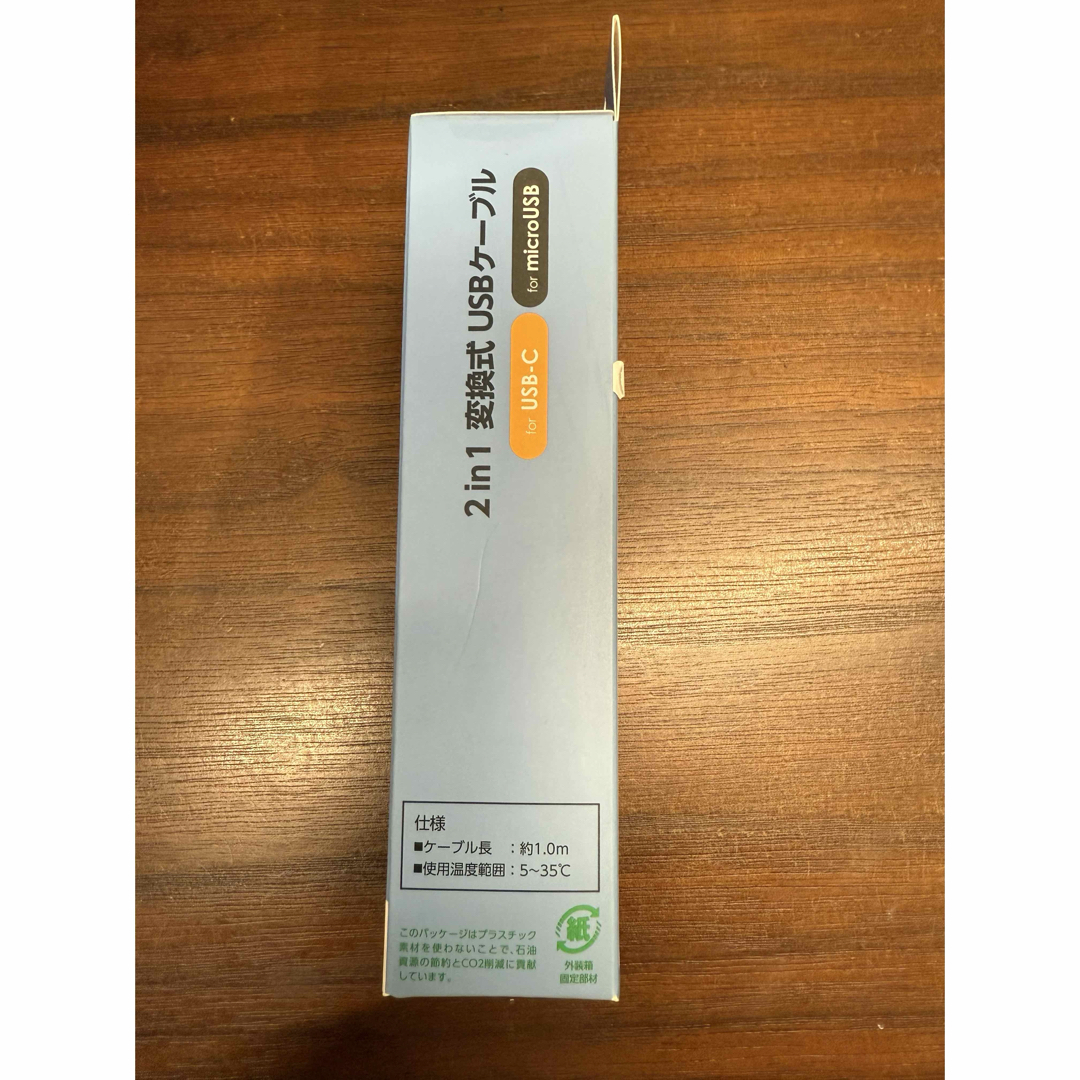 2in1 変換式 USBケーブル
for USB-C for microUSB
仕様
■ケーブル長 ：約1.0m
■使用温度範囲：5~35℃
このパッケージはプラスチック
素材を使わないことで、石油
資源の節約とCO2削減に貢献
しています。
紙
外装箱
固定部材